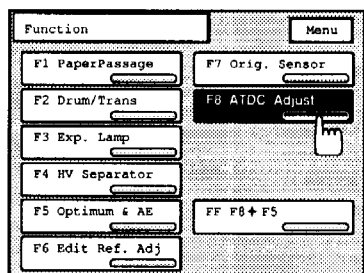 Function
Menu
F1 PaperPassage
F2 Drum/Trans
F3 Exp. Lamp
F4 HV Separator
F5 Optimum & AE
F6 Edit Ref. Adj
F7 Orig. Sensor
F8 ATDC Adjust
FF F8+F5